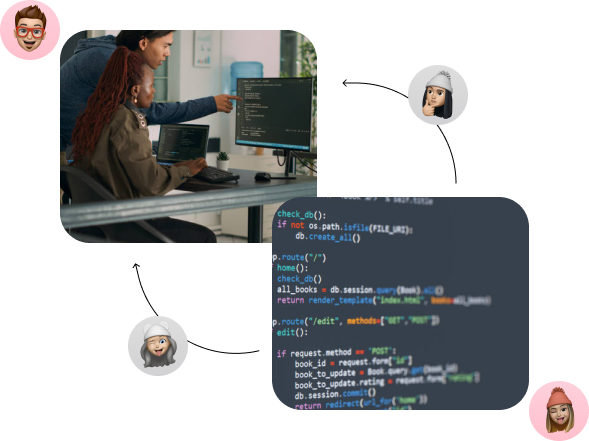 self.title
check_db():
if not os.path.isfile(FILE_URI):
db.create_all()
p.route("/")
home():
check_db()
all_books = db.session.query(Book).all()
return render_template("index.html", books=all_books)
p.route("/edit", methods=["GET","POST"])
edit():
if request.method == 'POST':
book_id = request.form["id"]
book_to_update = Book.query.get(book_id)
book_to_update.rating = request.form["rating"]
db.session.commit()
return redirect(url_for('home'))